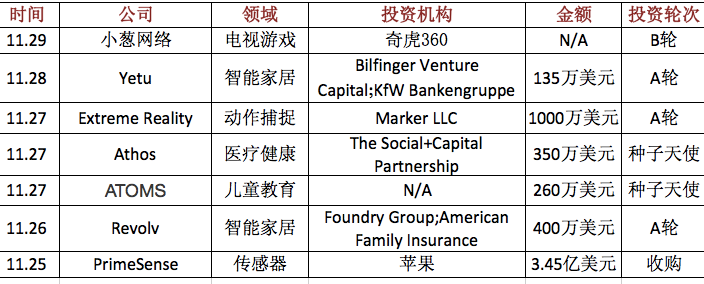 时间 公司 领域 投资机构 金额 投资轮次
11.29 小葱网络 电视游戏 奇虎360 N/A B轮
11.28 Yetu 智能家居 Bilfinger Venture Capital;KfW Bankengruppe 135万美元 A轮
11.27 Extreme Reality 动作捕捉 Marker LLC 1000万美元 A轮
11.27 Athos 医疗健康 The Social+Capital Partnership 350万美元 种子天使
11.27 ATOMS 儿童教育 N/A 260万美元 种子天使
11.26 Revolv 智能家居 Foundry Group;American Family Insurance 400万美元 A轮
11.25 PrimeSense 传感器 苹果 3.45亿美元 收购